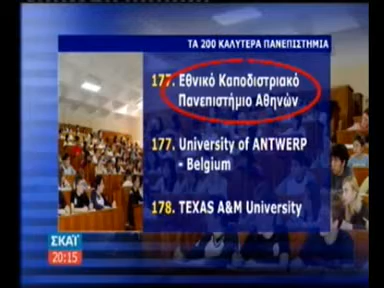 ΤΑ 200 ΚΑΛΥΤΕΡΑ ΠΑΝΕΠΙΣΤΗΜΙΑ
177. Εθνικό Καποδιστριακό
Πανεπιστήμιο Αθηνών
177. University of ANTWERP
- Belgium
178. TEXAS A&M University
ΣΚΑΪ
20:15